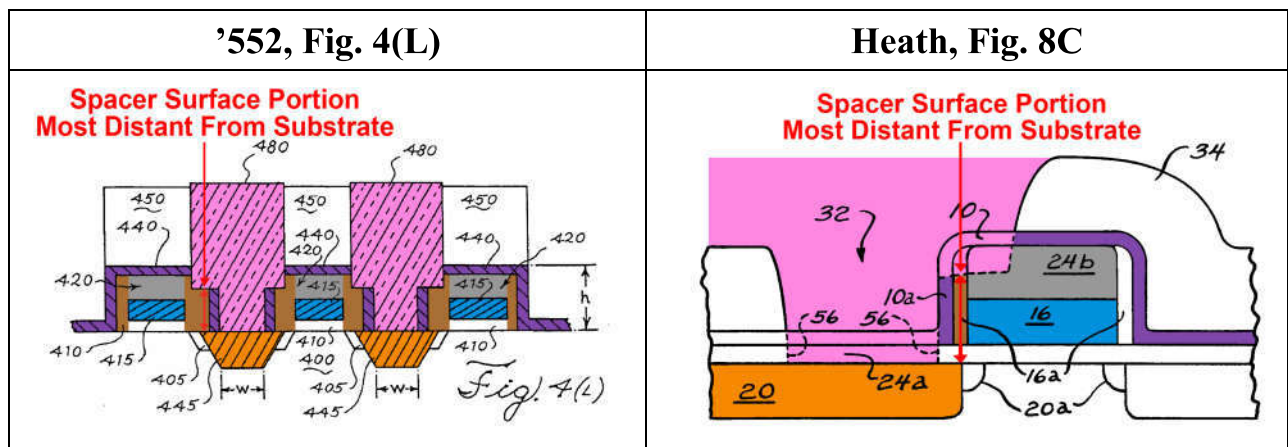 ’552, Fig. 4(L)
Heath, Fig. 8C
Spacer Surface Portion
Most Distant From Substrate
480
480
450
450
450
440
440
440
420
420
420
415
415
415
h
410
410
410
400
405
405
445
445
w
w
Fig. 4(L)
Spacer Surface Portion
Most Distant From Substrate
34
32
10
24b
10a
16
56
56
16a
24a
20
20a